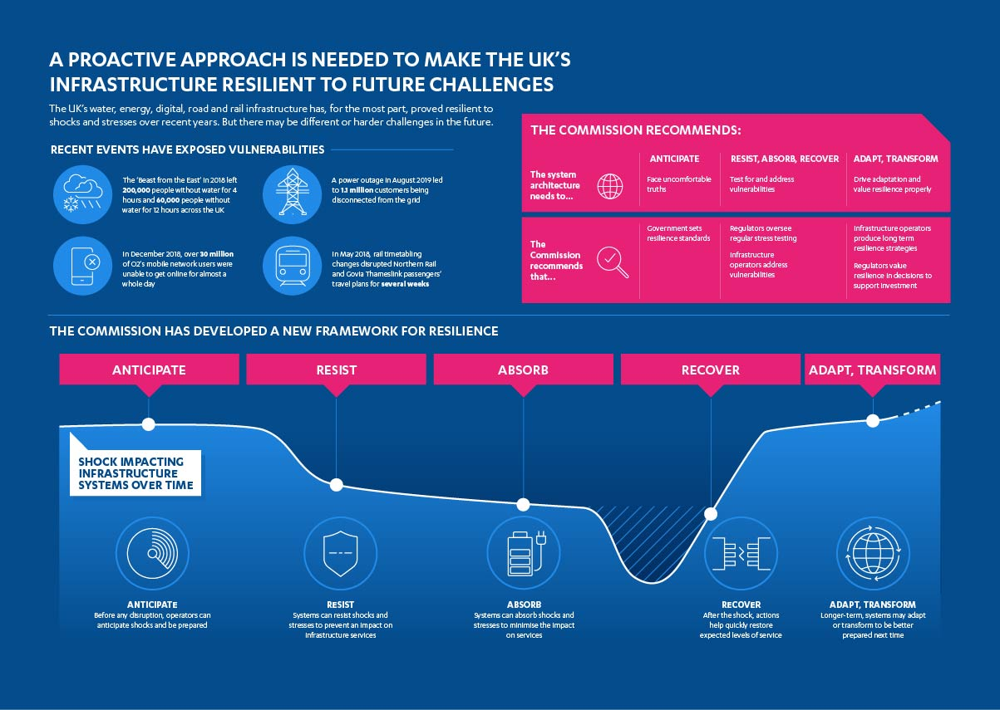 A PROACTIVE APPROACH IS NEEDED TO MAKE THE UK'S
INFRASTRUCTURE RESILIENT TO FUTURE CHALLENGES
The UK's water, energy, digital, road and rail infrastructure has, for the most part, proved resilient to
shocks and stresses over recent years. But there may be different or harder challenges in the future.
RECENT EVENTS HAVE EXPOSED VULNERABILITIES
The 'Beast from the East' in 2018 left
200,000 people without water for 4
hours and 60,000 people without
water for 12 hours across the UK
A power outage in August 2019 led
to 1.1 million customers being
disconnected from the grid
In December 2018, over 30 million
of O2's mobile network users were
unable to get online for almost a
whole day
In May 2018, rail timetabling
changes disrupted Northern Rail
and Govia Thameslink passengers'
travel plans for several weeks
THE COMMISSION RECOMMENDS:
ANTICIPATE
RESIST, ABSORB, RECOVER
ADAPT, TRANSFORM
The system
architecture
needs to...
Face uncomfortable
truths
Test for and address
vulnerabilities
Drive adaptation and
value resilience properly
The
Commission
recommends
that...
Government sets
resilience standards
Regulators oversee
regular stress testing
Infrastructure
operators address
vulnerabilities
Infrastructure operators
produce long term
resilience strategies
Regulators value
resilience in decisions to
support investment
THE COMMISSION HAS DEVELOPED A NEW FRAMEWORK FOR RESILIENCE
ANTICIPATE
RESIST
ABSORB
RECOVER
ADAPT, TRANSFORM
SHOCK IMPACTING
INFRASTRUCTURE
SYSTEMS OVER TIME
ANTICIPATE
Before any disruption, operators can
anticipate shocks and be prepared
RESIST
Systems can resist shocks and
stresses to prevent an impact on
infrastructure services
ABSORB
Systems can absorb shocks and
stresses to minimise the impact
on services
RECOVER
After the shock, actions
help quickly restore
expected levels of service
ADAPT, TRANSFORM
Longer-term, systems may adapt
or transform to be better
prepared next time